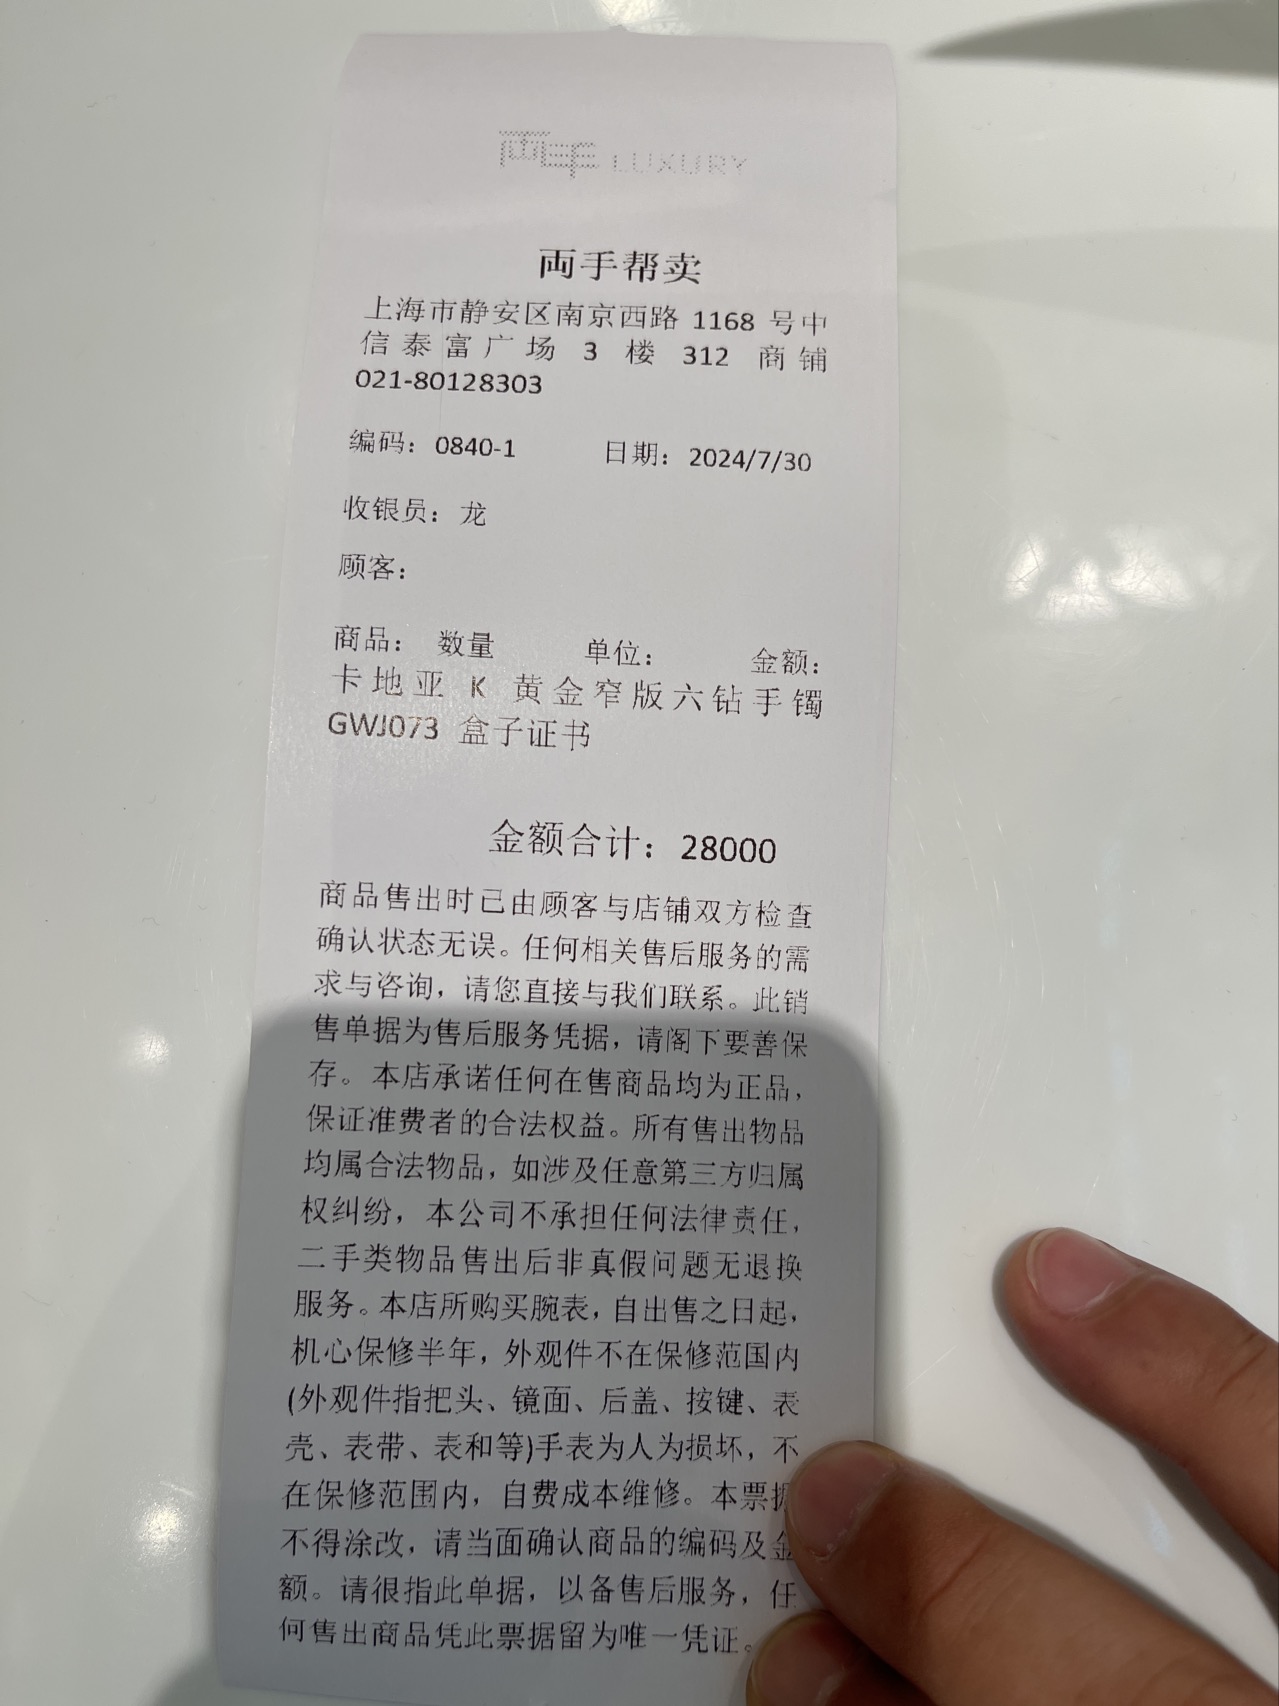 両手 LUXURY
両手帮卖
上海市静安区南京西路 1168 号中
信泰富广场 3 楼 312 商铺
021-80128303
编码：0840-1 日期：2024/7/30
收银员：龙
顾客：
商品： 数量 单位： 金额：
卡地亚 K 黄金窄版六钻手镯
GWJ073 盒子证书
金额合计：28000
商品售出时已由顾客与店铺双方检查
确认状态无误。任何相关售后服务的需
求与咨询，请您直接与我们联系。此销
售单据为售后服务凭据，请阁下要善保
存。本店承诺任何在售商品均为正品，
保证准费者的合法权益。所有售出物品
均属合法物品，如涉及任意第三方归属
权纠纷，本公司不承担任何法律责任，
二手类物品售出后非真假问题无退换
服务。本店所购买腕表，自出售之日起，
机心保修半年，外观件不在保修范围内
(外观件指把头、镜面、后盖、按键、表
壳、表带、表和等)手表为人为损坏，不
在保修范围内，自费成本维修。本票据
不得涂改，请当面确认商品的编码及金
额。请很指此单据，以备售后服务，任
何售出商品凭此票据留为唯一凭证。